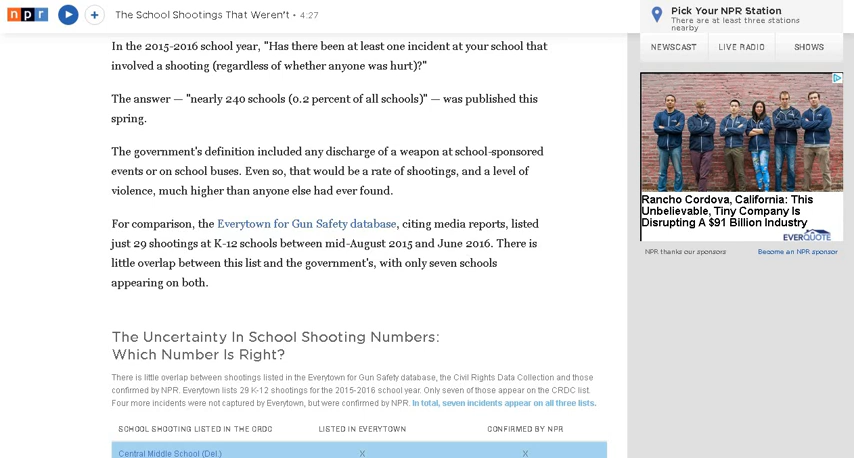 npr
The School Shootings That Weren't • 4:27
Pick Your NPR Station
There are at least three stations
nearby
NEWSCAST
LIVE RADIO
SHOWS
In the 2015-2016 school year, "Has there been at least one incident at your school that
involved a shooting (regardless of whether anyone was hurt)?"
The answer — "nearly 240 schools (0.2 percent of all schools)" — was published this
spring.
The government's definition included any discharge of a weapon at school-sponsored
events or on school buses. Even so, that would be a rate of shootings, and a level of
violence, much higher than anyone else had ever found.
For comparison, the Everytown for Gun Safety database, citing media reports, listed
just 29 shootings at K-12 schools between mid-August 2015 and June 2016. There is
little overlap between this list and the government's, with only seven schools
appearing on both.
Rancho Cordova, California: This
Unbelievable, Tiny Company Is
Disrupting A $91 Billion Industry
EVERQUOTE
NPR thanks our sponsors
Become an NPR sponsor
The Uncertainty In School Shooting Numbers:
Which Number Is Right?
There is little overlap between shootings listed in the Everytown for Gun Safety database, the Civil Rights Data Collection and those
confirmed by NPR. Everytown lists 29 K-12 shootings for the 2015-2016 school year. Only seven of those appear on the CRDC list.
Four more incidents were not captured by Everytown, but were confirmed by NPR. In total, seven incidents appear on all three lists.
SCHOOL SHOOTING LISTED IN THE CRDC
LISTED IN EVERYTOWN
CONFIRMED BY NPR
Central Middle School (Del.)
X
X